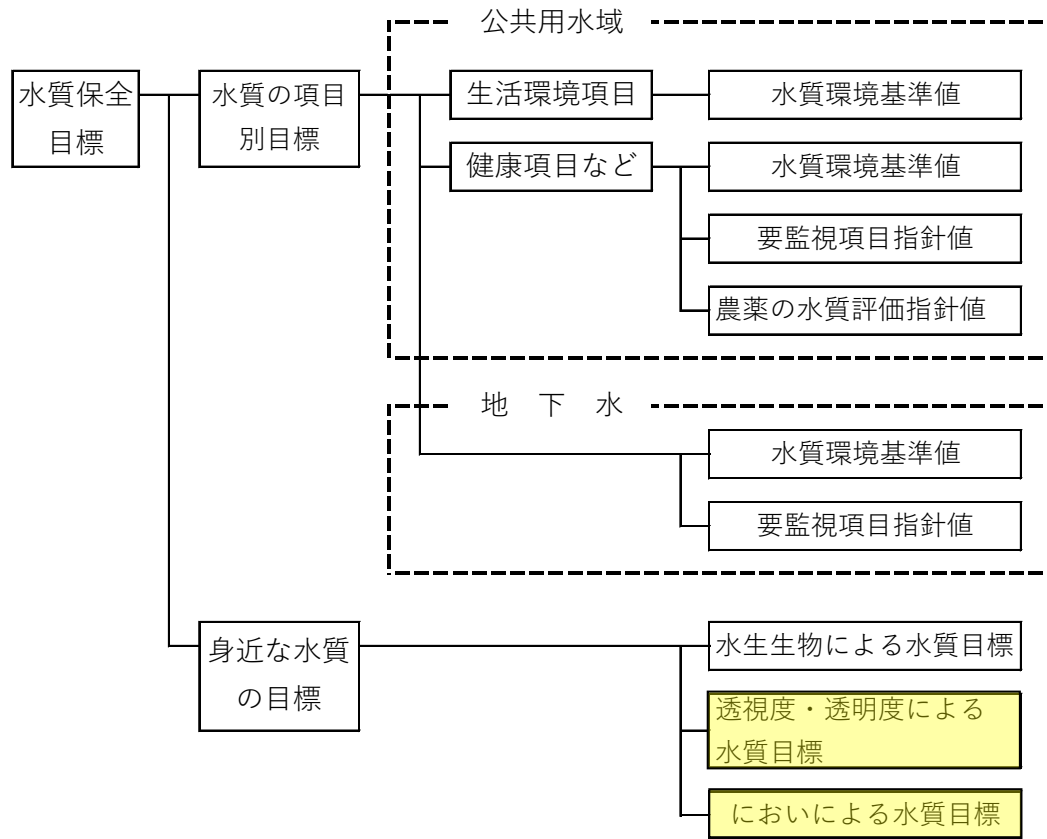 公共用水域
水質保全
目標
水質の項目
別目標
生活環境項目
水質環境基準値
健康項目など
水質環境基準値
要監視項目指針値
農薬の水質評価指針値
地　下　水
水質環境基準値
要監視項目指針値
身近な水質
の目標
水生生物による水質目標
透視度・透明度による
水質目標
においによる水質目標